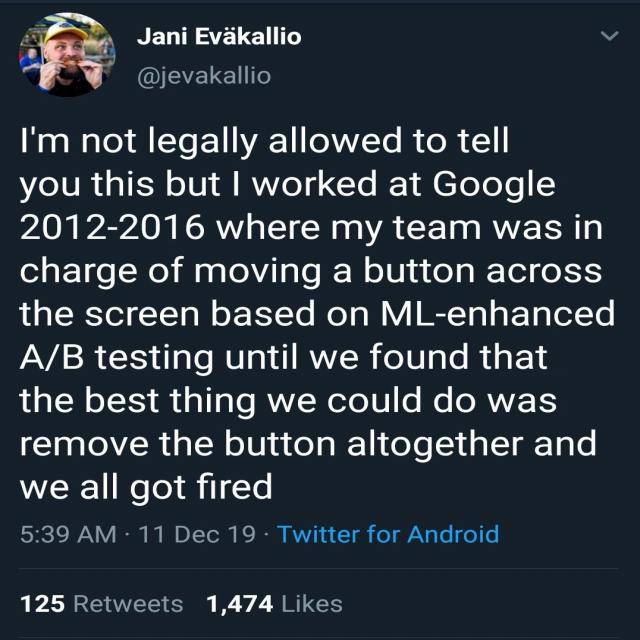 Jani Eväkallio
@jevakallio
I'm not legally allowed to tell
you this but I worked at Google
2012-2016 where my team was in
charge of moving a button across
the screen based on ML-enhanced
A/B testing until we found that
the best thing we could do was
remove the button altogether and
we all got fired
5:39 AM · 11 Dec 19 · Twitter for Android
125 Retweets 1,474 Likes